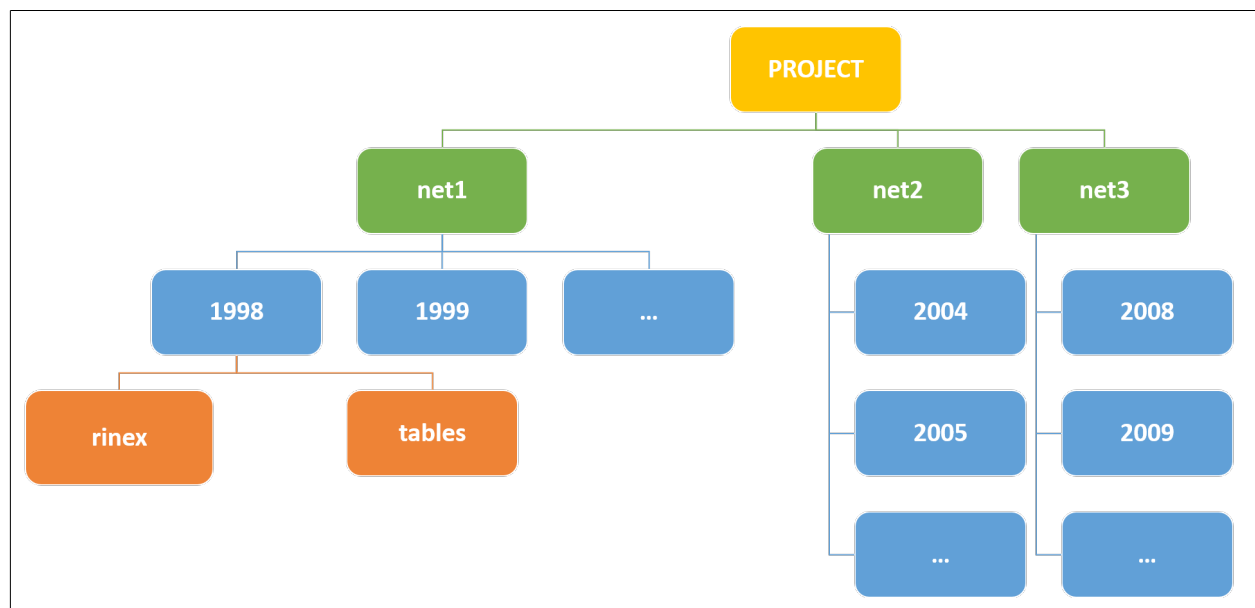 PROJECT
net1
net2
net3
1998
1999
...
2004
2008
rinex
tables
2005
2009
...
...